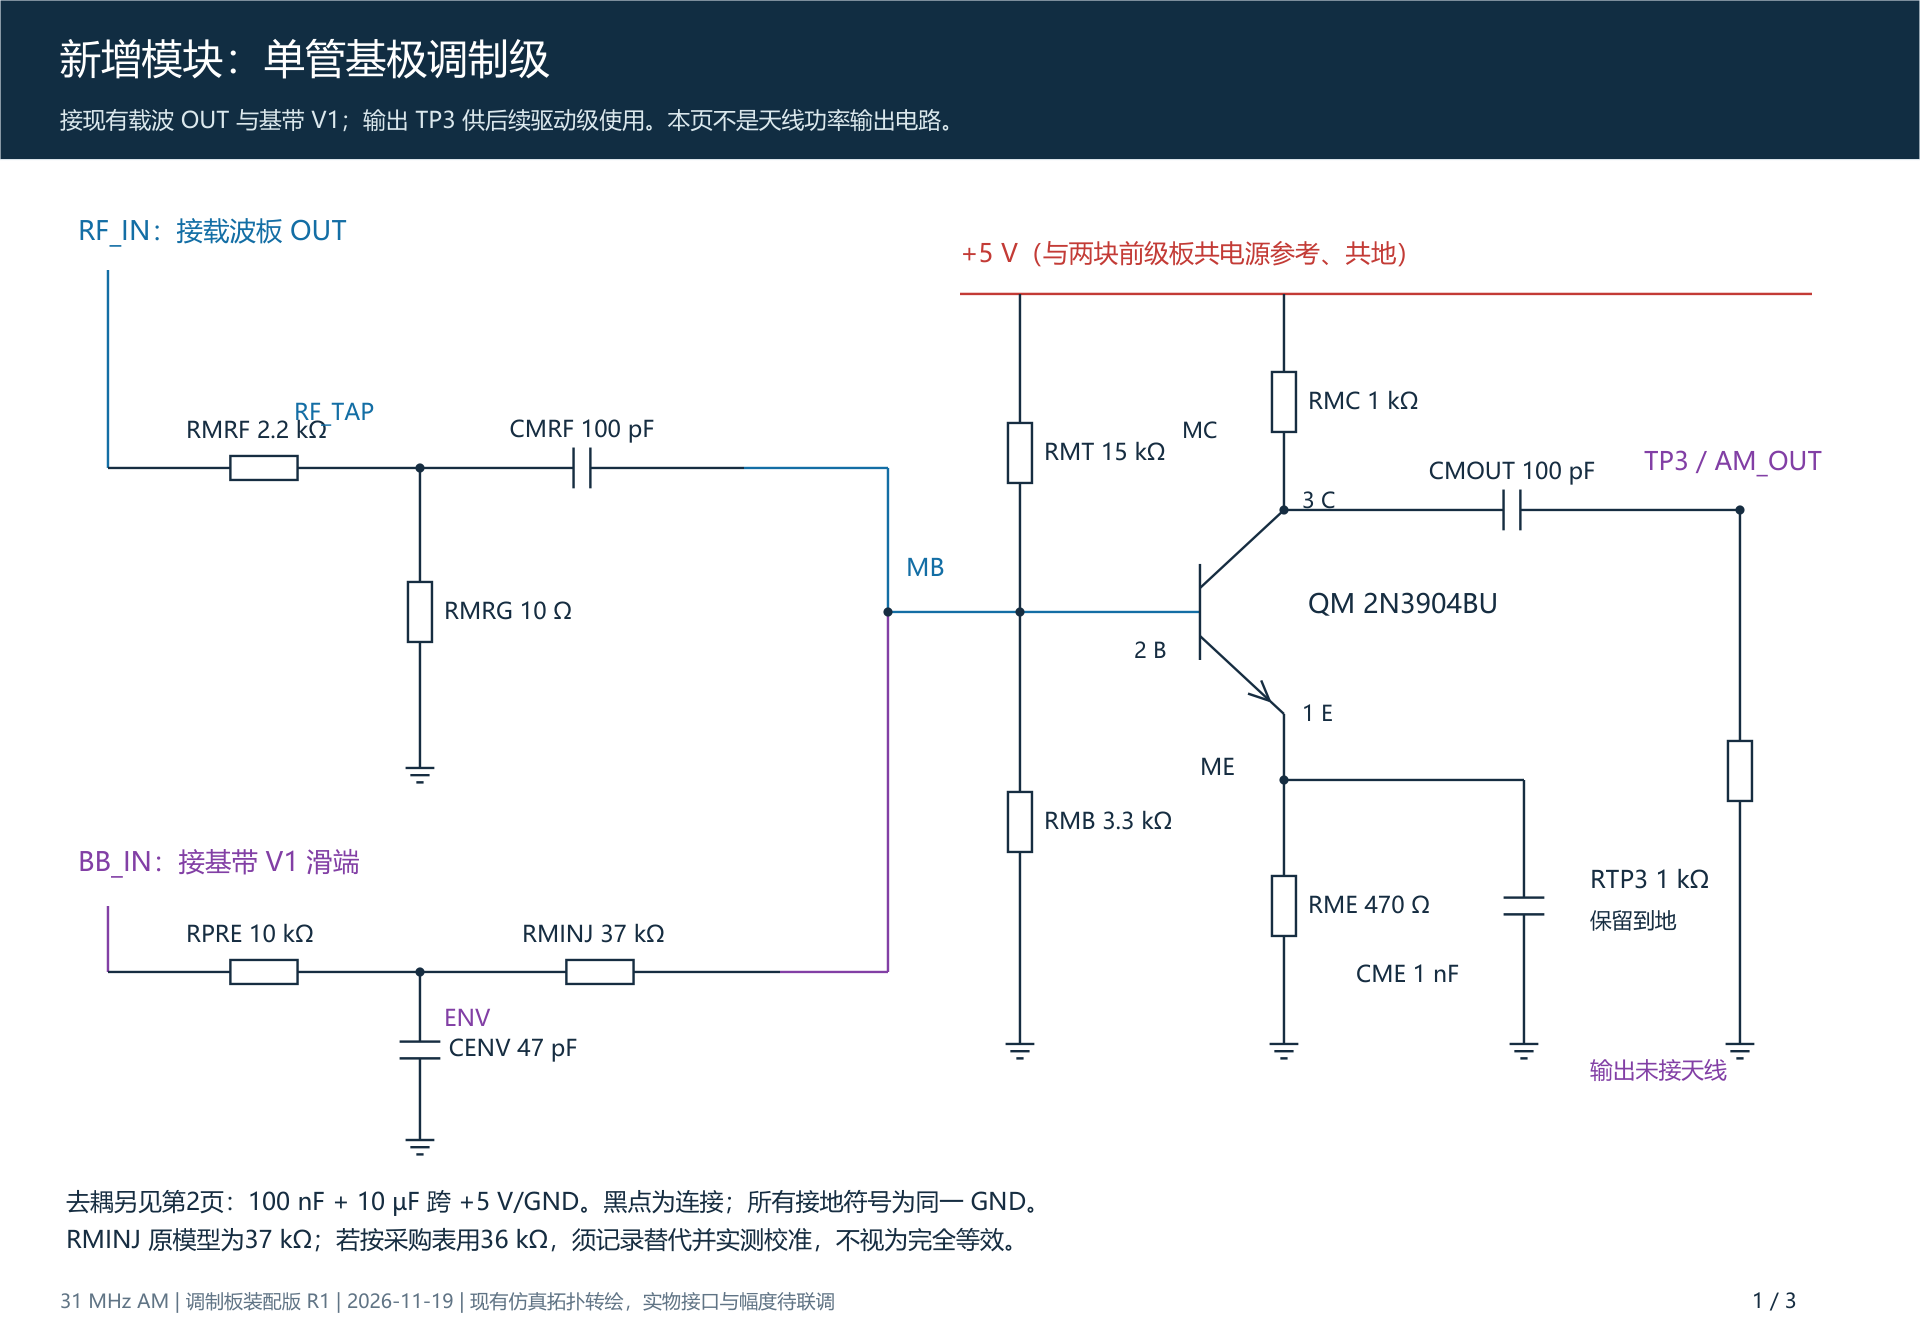 新增模块：单管基极调制级
接现有载波 OUT 与基带 V1；输出 TP3 供后续驱动级使用。本页不是天线功率输出电路。
RF_IN：接载波板 OUT
+5 V（与两块前级板共电源参考、共地）
RF_TAP
RMRF 2.2 kΩ
CMRF 100 pF
RMC 1 kΩ
MC
RMT 15 kΩ
CMOUT 100 pF
TP3 / AM_OUT
3 C
MB
QM 2N3904BU
RMRG 10 Ω
2 B
1 E
ME
RMB 3.3 kΩ
BB_IN：接基带 V1 滑端
RTP3 1 kΩ
保留到地
RME 470 Ω
RPRE 10 kΩ
RMINJ 37 kΩ
CME 1 nF
ENV
CENV 47 pF
输出未接天线
去耦另见第2页：100 nF + 10 µF 跨 +5 V/GND。黑点为连接；所有接地符号为同一 GND。
RMINJ 原模型为37 kΩ；若按采购表用36 kΩ，须记录替代并实测校准，不视为完全等效。
31 MHz AM | 调制板装配版 R1 | 2026-11-19 | 现有仿真拓扑转绘，实物接口与幅度待联调
1 / 3